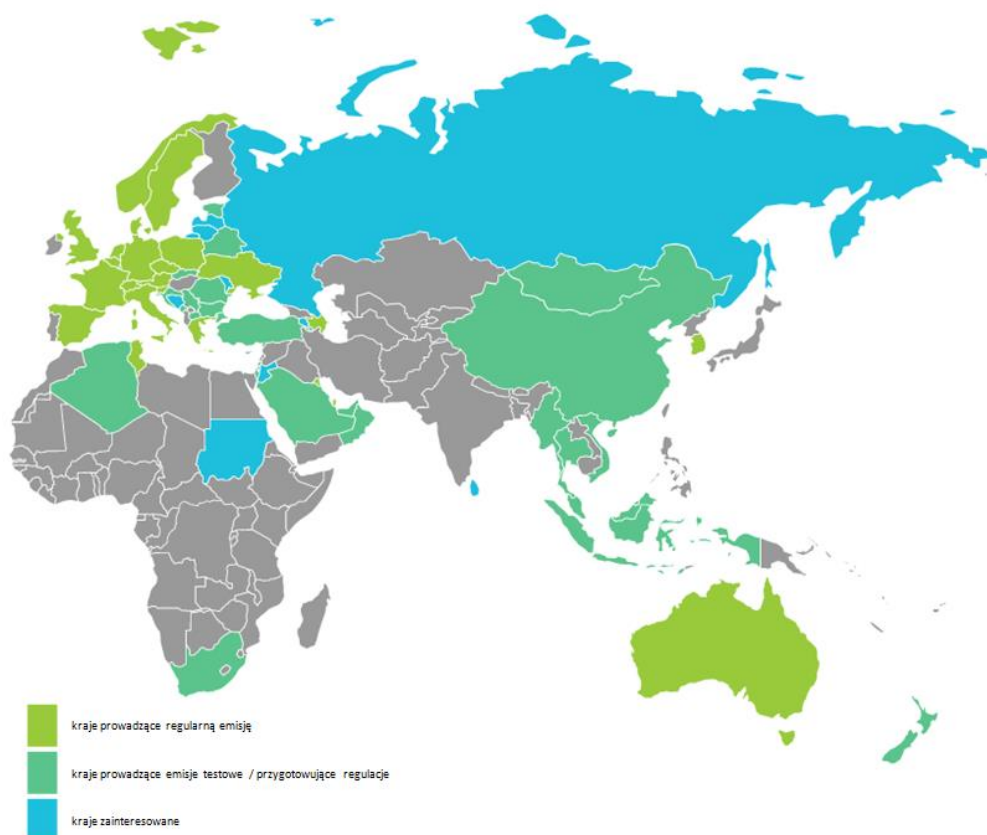 kraje prowadzące regularną emisję
kraje prowadzące emisje testowe / przygotowujące regulacje
kraje zainteresowane